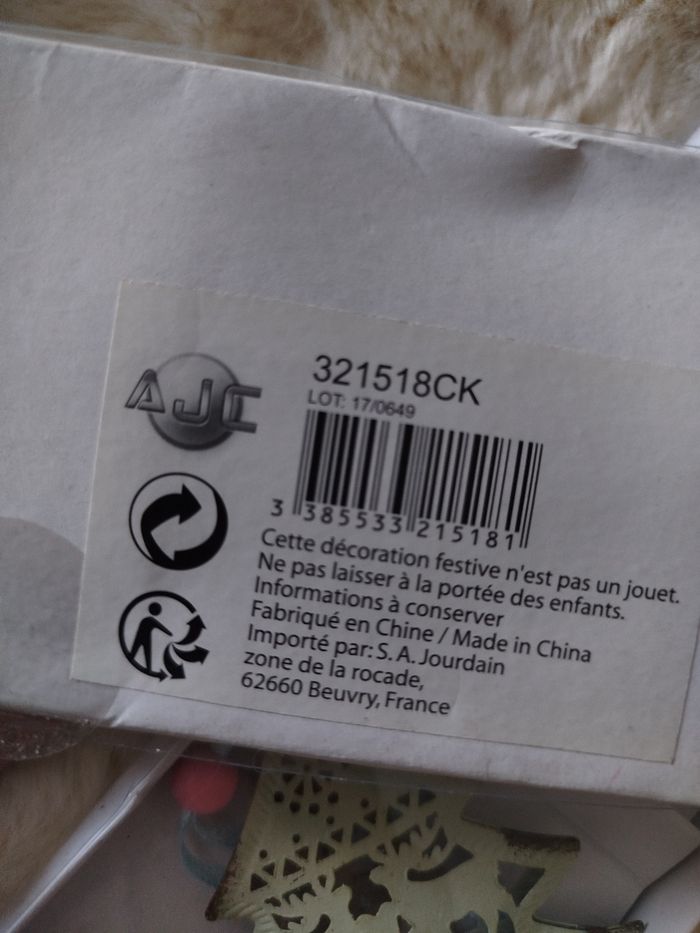 AJC
321518CK
LOT: 17/0649
3 385533 215181
Cette décoration festive n'est pas un jouet.
Ne pas laisser à la portée des enfants.
Informations à conserver
Fabriqué en Chine / Made in China
Importé par: S. A. Jourdain
zone de la rocade,
62660 Beuvry, France